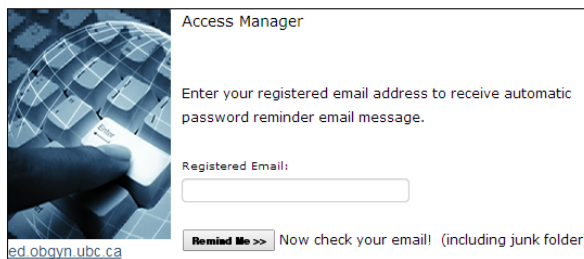 Access Manager
Enter your registered email address to receive automatic
password reminder email message.
Enter
Registered Email:
Remind Me >> Now check your email! (including junk folder
ed.obgyn.ubc.ca